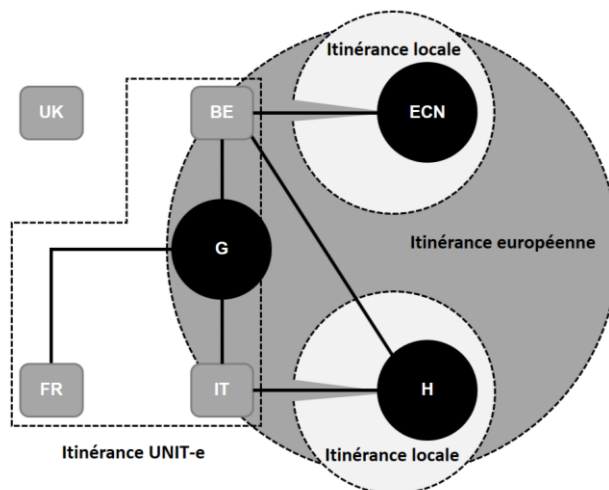 Itinérance locale
UK
BE
ECN
G
Itinérance européenne
FR
IT
H
Itinérance UNIT-e
Itinérance locale